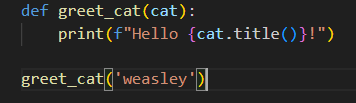 def greet_cat(cat):
    print(f"Hello {cat.title()}!")
greet_cat('weasley')